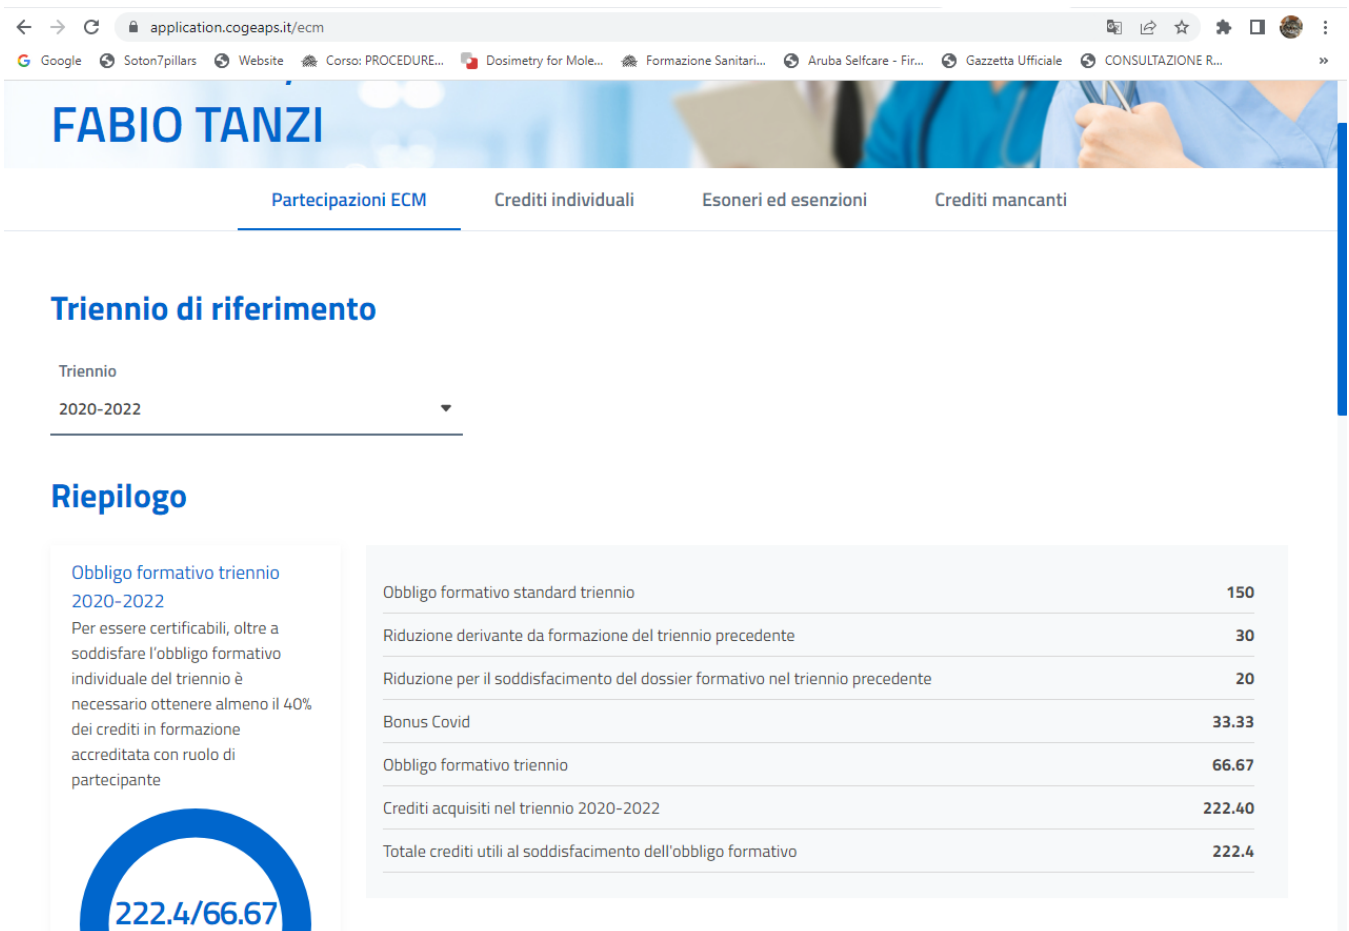 application.cogeaps.it/ecm
Google Soton7pillars Website Corso: PROCEDURE... Dosimetry for Mole... Formazione Sanitari... Aruba Selfcare - Fir... Gazzetta Ufficiale CONSULTAZIONE R... »
FABIO TANZI
Partecipazioni ECM Crediti individuali Esoneri ed esenzioni Crediti mancanti
Triennio di riferimento
Triennio
2020-2022
Riepilogo
Obbligo formativo triennio
2020-2022
Per essere certificabili, oltre a
soddisfare l'obbligo formativo
individuale del triennio è
necessario ottenere almeno il 40%
dei crediti in formazione
accreditata con ruolo di
partecipante
222.4/66.67
Obbligo formativo standard triennio 150
Riduzione derivante da formazione del triennio precedente 30
Riduzione per il soddisfacimento del dossier formativo nel triennio precedente 20
Bonus Covid 33.33
Obbligo formativo triennio 66.67
Crediti acquisiti nel triennio 2020-2022 222.40
Totale crediti utili al soddisfacimento dell'obbligo formativo 222.4